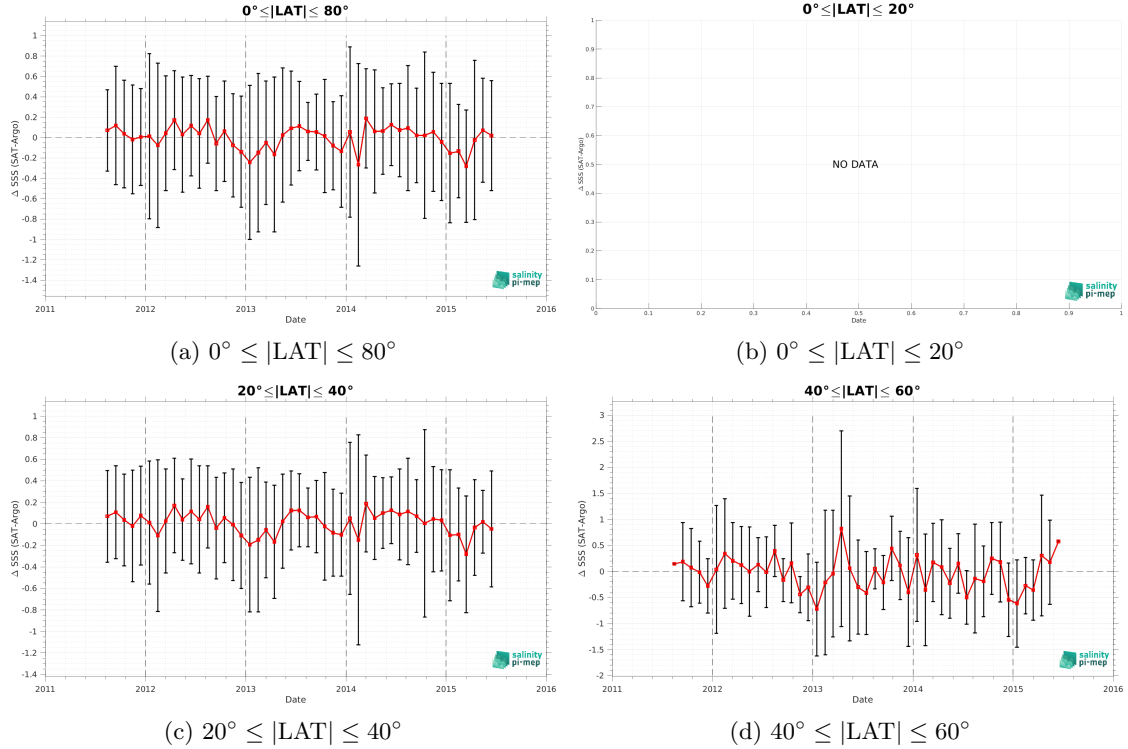 0°≤|LAT|≤ 80°
1
0.8
0.6
0.4
0.2
0
-0.2
-0.4
-0.6
-0.8
-1
-1.2
-1.4
Δ SSS (SAT-Argo)
2011 2012 2013 2014 2015 2016
Date
salinity
pi-mep
(a) 0° ≤ |LAT| ≤ 80°
0°≤|LAT|≤ 20°
1
0.9
0.8
0.7
0.6
0.5
0.4
0.3
0.2
0.1
0
Δ SSS (SAT-Argo)
NO DATA
0 0.1 0.2 0.3 0.4 0.5 0.6 0.7 0.8 0.9 1
Date
salinity
pi-mep
(b) 0° ≤ |LAT| ≤ 20°
20°≤|LAT|≤ 40°
1
0.8
0.6
0.4
0.2
0
-0.2
-0.4
-0.6
-0.8
-1
-1.2
-1.4
Δ SSS (SAT-Argo)
2011 2012 2013 2014 2015 2016
Date
salinity
pi-mep
(c) 20° ≤ |LAT| ≤ 40°
40°≤|LAT|≤ 60°
3
2.5
2
1.5
1
0.5
0
-0.5
-1
-1.5
-2
Δ SSS (SAT-Argo)
2011 2012 2013 2014 2015 2016
Date
salinity
pi-mep
(d) 40° ≤ |LAT| ≤ 60°